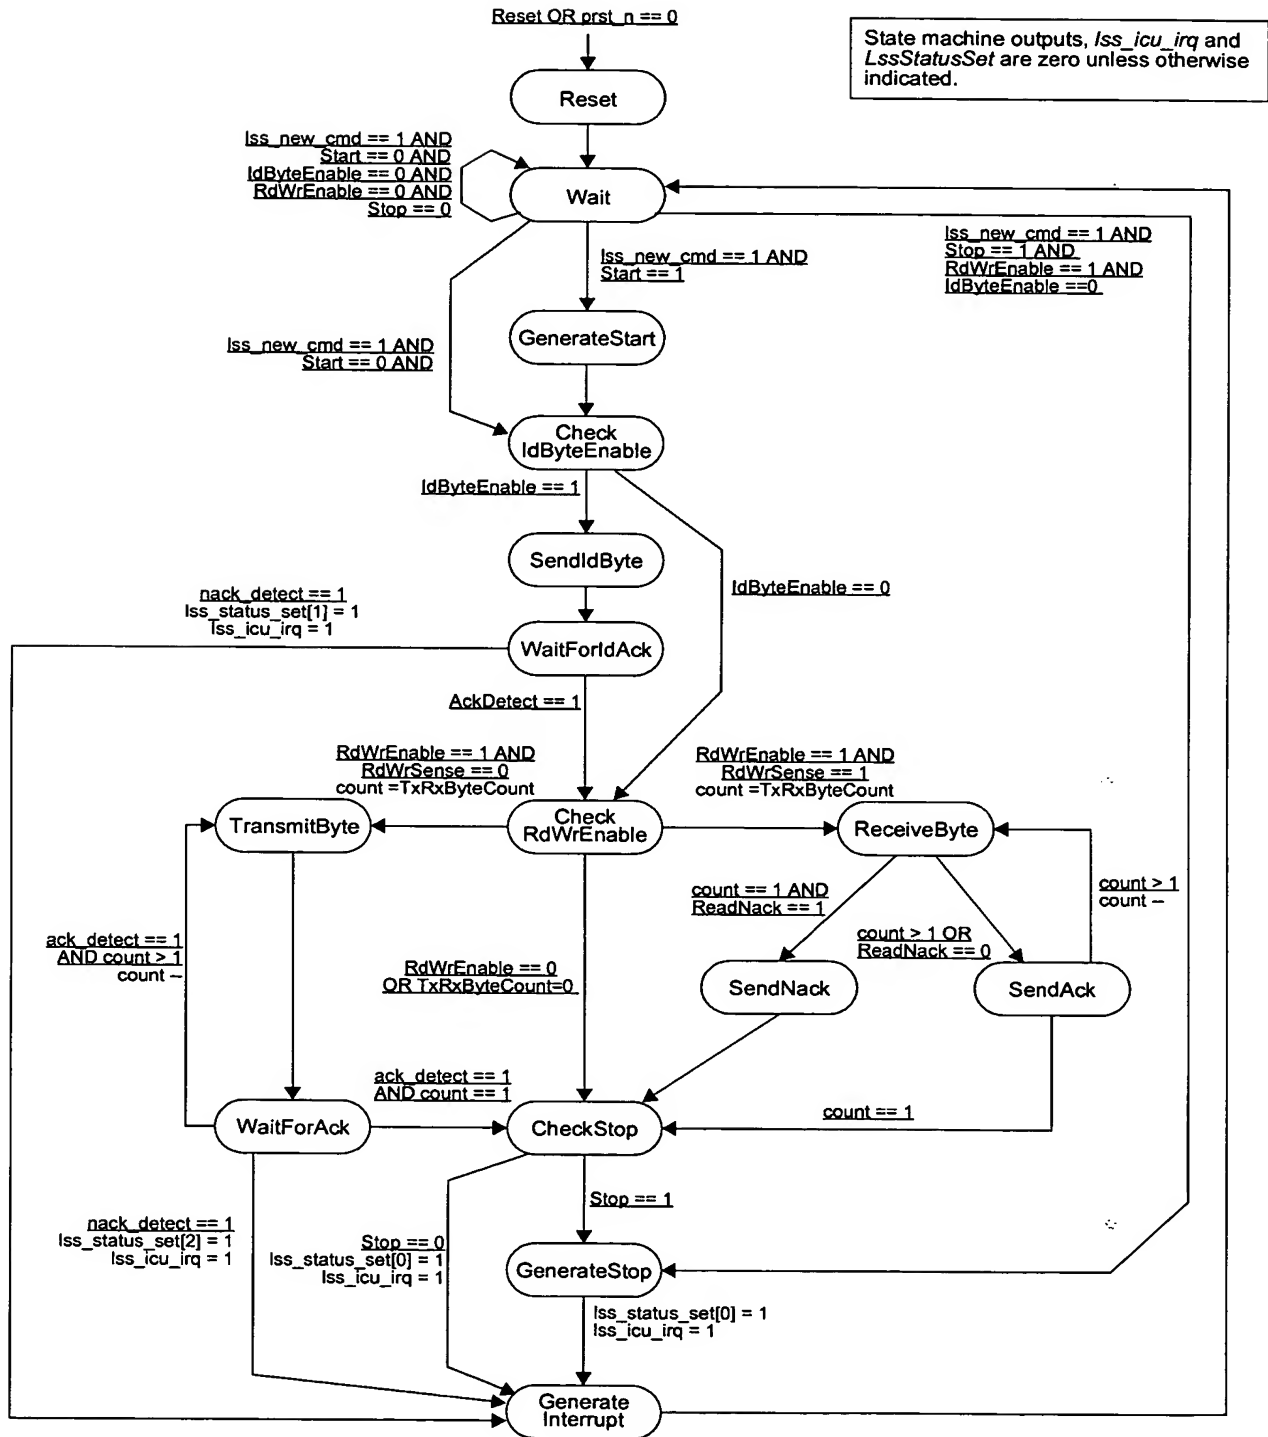 Reset OR prst_n == 0
State machine outputs, lss_icu_irq and
LssStatusSet are zero unless otherwise
indicated.
Reset
lss_new_cmd == 1 AND
Start == 0 AND
IdByteEnable == 0 AND
RdWrEnable == 0 AND
Stop == 0
Wait
lss_new_cmd == 1 AND
Start == 1
lss_new_cmd == 1 AND
Stop == 1 AND
RdWrEnable == 1 AND
IdByteEnable ==0
GenerateStart
lss_new_cmd == 1 AND
Start == 0 AND
Check
IdByteEnable
IdByteEnable == 1
SendIdByte
IdByteEnable == 0
nack_detect == 1
lss_status_set[1] = 1
lss_icu_irq = 1
WaitForIdAck
AckDetect == 1
RdWrEnable == 1 AND
RdWrSense == 0
count =TxRxByteCount
RdWrEnable == 1 AND
RdWrSense == 1
count =TxRxByteCount
TransmitByte
Check
RdWrEnable
ReceiveByte
count == 1 AND
ReadNack == 1
count > 1 OR
ReadNack == 0
count > 1
count –
ack_detect == 1
AND count > 1
count –
RdWrEnable == 0
OR TxRxByteCount=0
SendNack
SendAck
ack_detect == 1
AND count == 1
WaitForAck
CheckStop
count == 1
Stop == 1
nack_detect == 1
lss_status_set[2] = 1
lss_icu_irq = 1
Stop == 0
lss_status_set[0] = 1
lss_icu_irq = 1
GenerateStop
lss_status_set[0] = 1
lss_icu_irq = 1
Generate
Interrupt